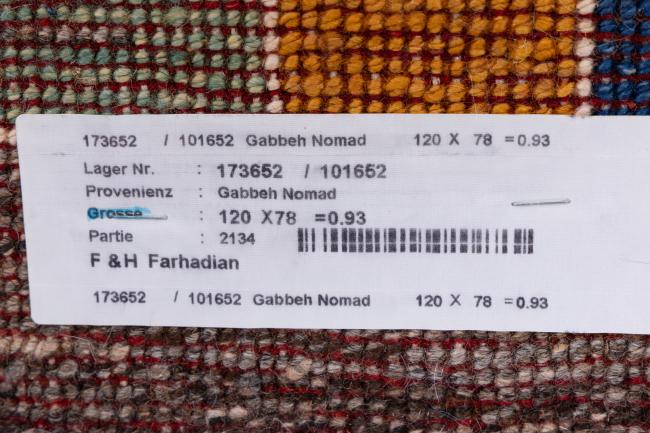 173652 / 101652 Gabbeh Nomad 120 X 78 =0.93
Lager Nr. : 173652 / 101652
Provenienz : Gabbeh Nomad
Grosse : 120 X78 =0.93
Partie : 2134
F & H Farhadian
173652 / 101652 Gabbeh Nomad 120 X 78 =0.93